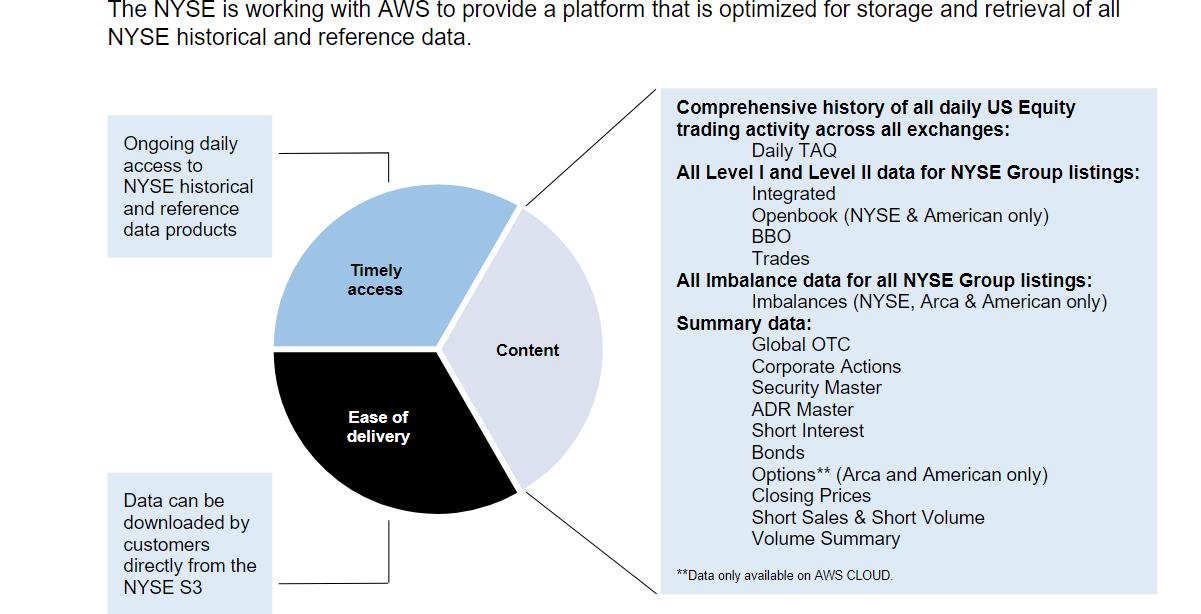 The NYSE is working with AWS to provide a platform that is optimized for storage and retrieval of all
NYSE historical and reference data.
Ongoing daily
access to
NYSE historical
and reference
data products
Timely
access
Content
Ease of
delivery
Data can be
downloaded by
customers
directly from the
NYSE S3
Comprehensive history of all daily US Equity
trading activity across all exchanges:
Daily TAQ
All Level I and Level II data for NYSE Group listings:
Integrated
Openbook (NYSE & American only)
BBO
Trades
All Imbalance data for all NYSE Group listings:
Imbalances (NYSE, Arca & American only)
Summary data:
Global OTC
Corporate Actions
Security Master
ADR Master
Short Interest
Bonds
Options** (Arca and American only)
Closing Prices
Short Sales & Short Volume
Volume Summary
**Data only available on AWS CLOUD.